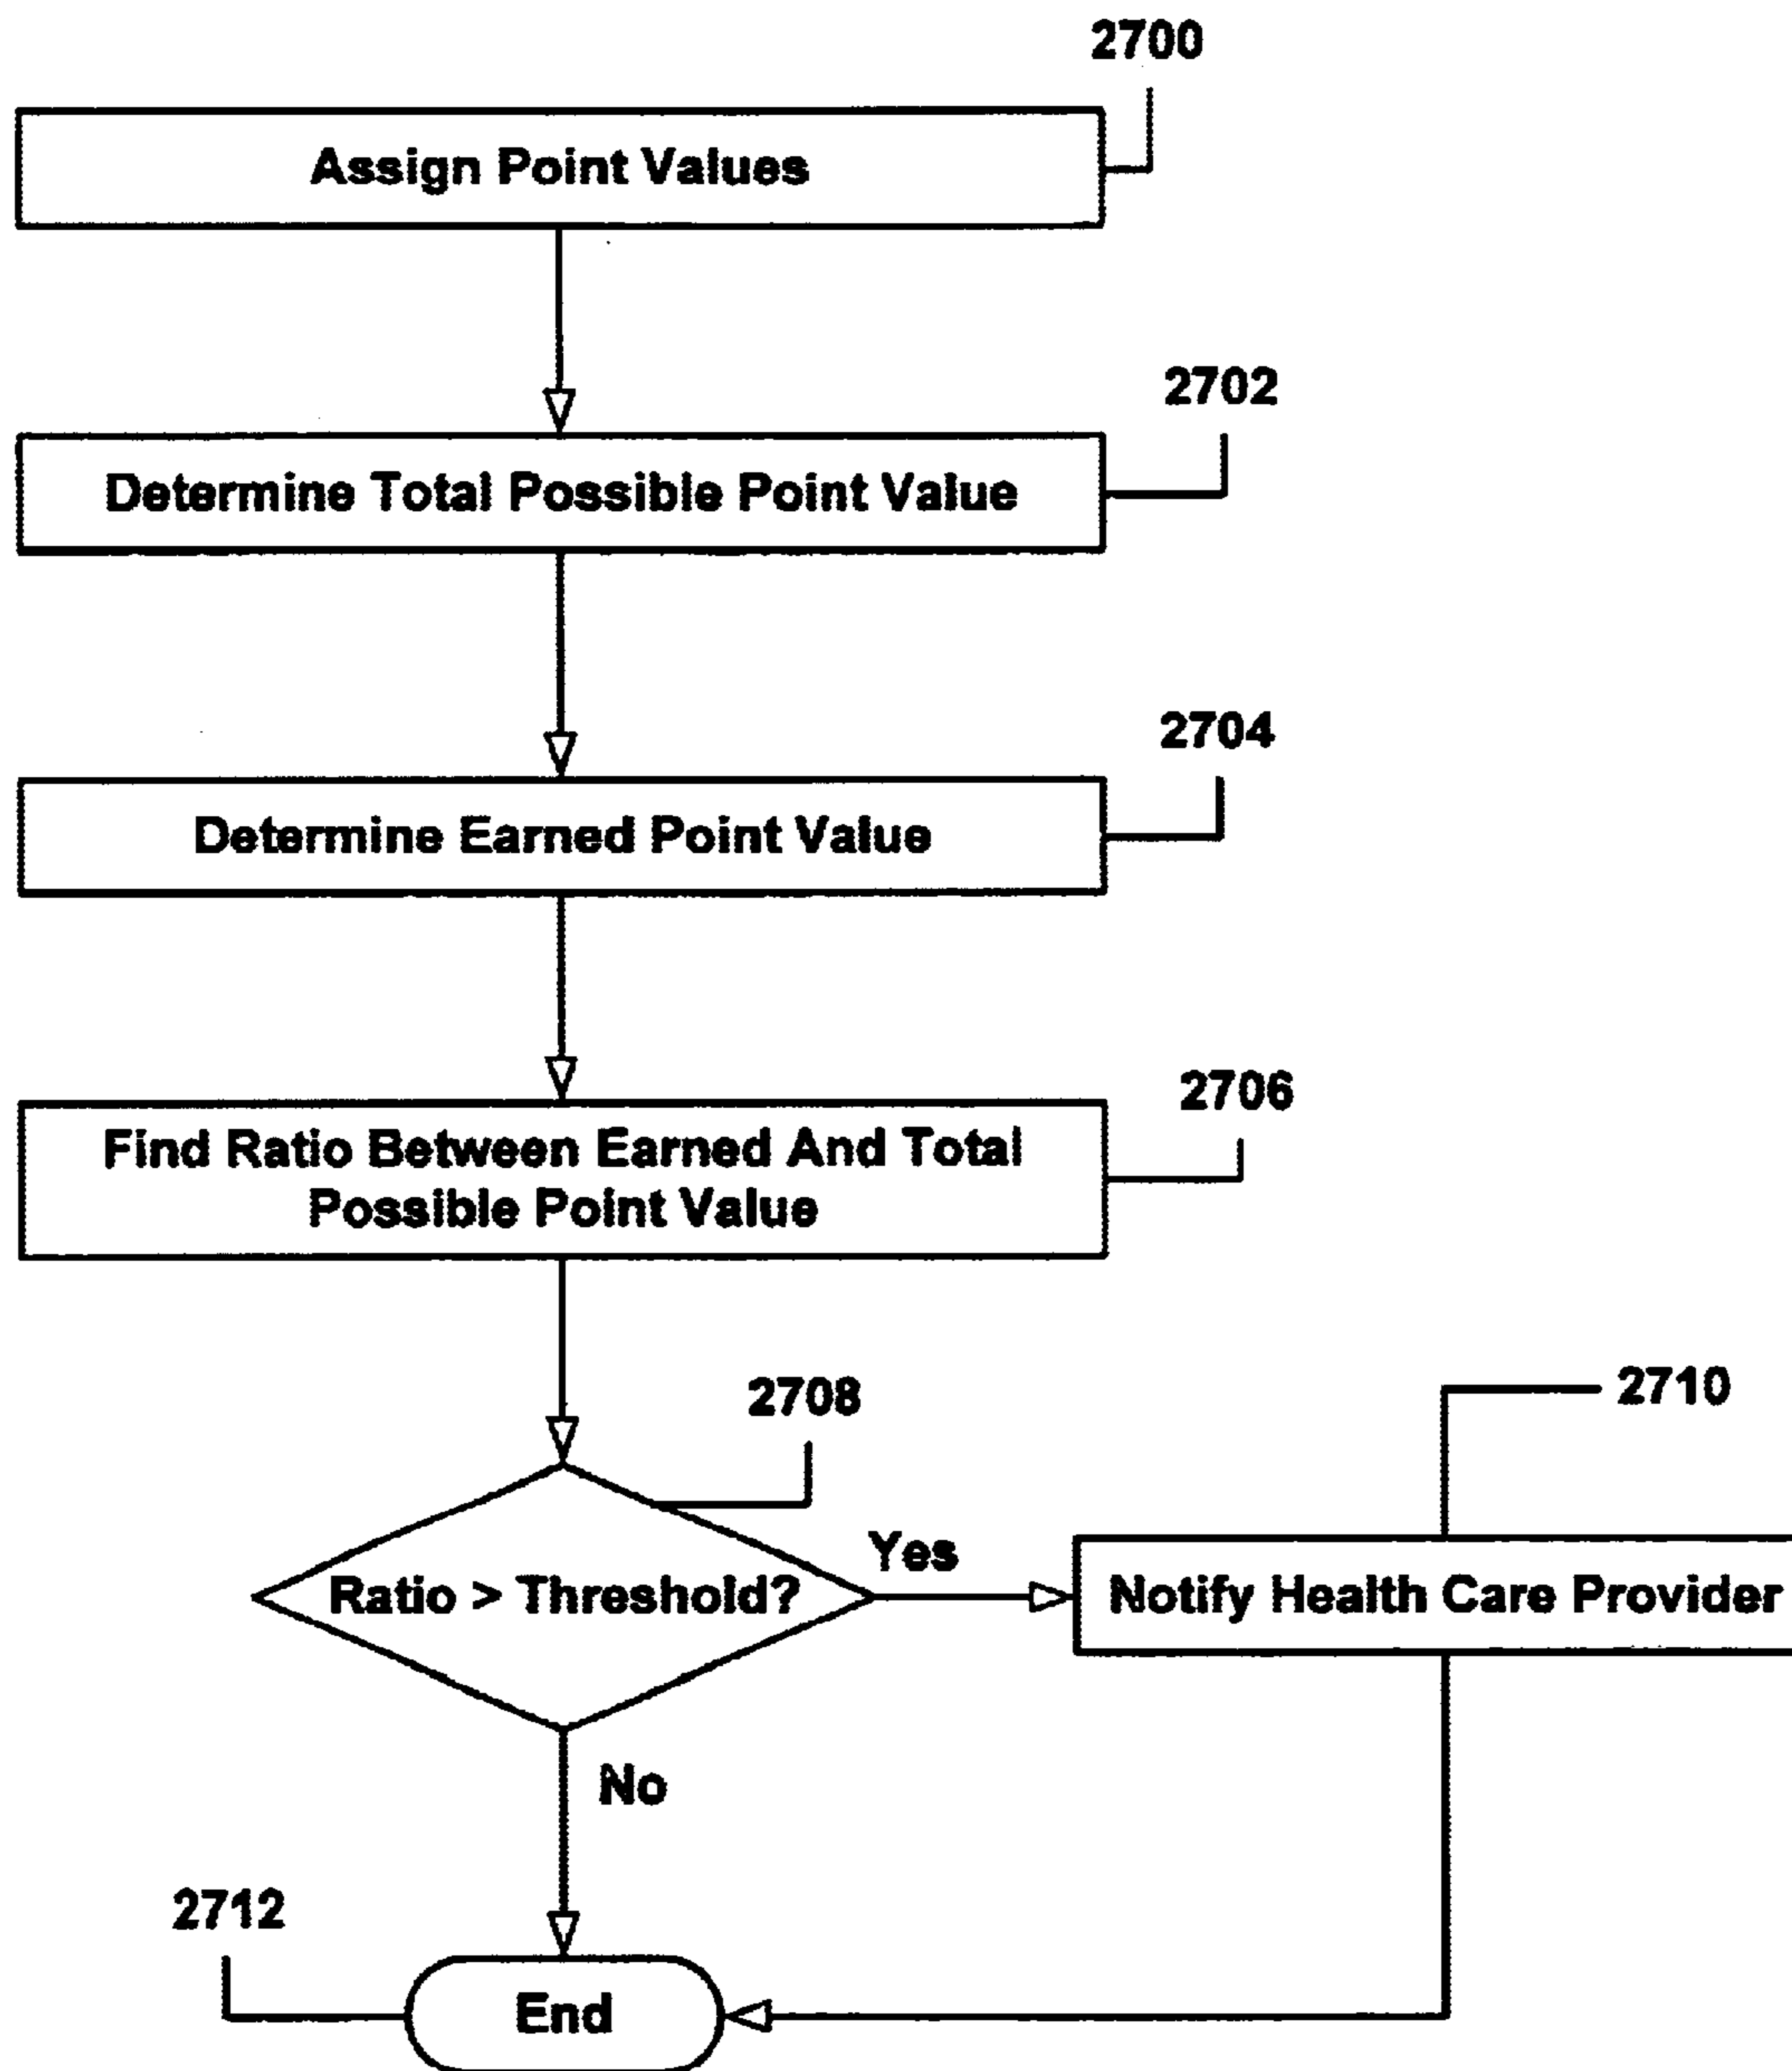 2700
Assign Point Values
2702
Determine Total Possible Point Value
2704
Determine Earned Point Value
2706
Find Ratio Between Earned And Total
Possible Point Value
2708
2710
Ratio > Threshold?
Yes
Notify Health Care Provider
No
2712
End